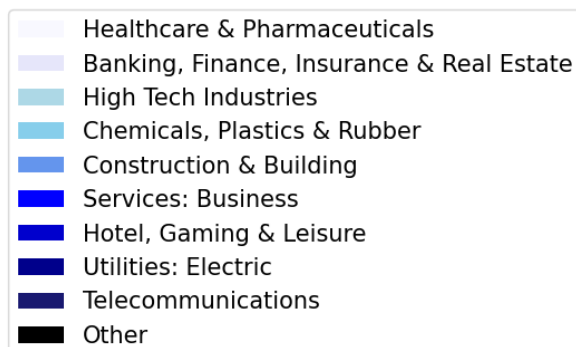 Healthcare & Pharmaceuticals
Banking, Finance, Insurance & Real Estate
High Tech Industries
Chemicals, Plastics & Rubber
Construction & Building
Services: Business
Hotel, Gaming & Leisure
Utilities: Electric
Telecommunications
Other